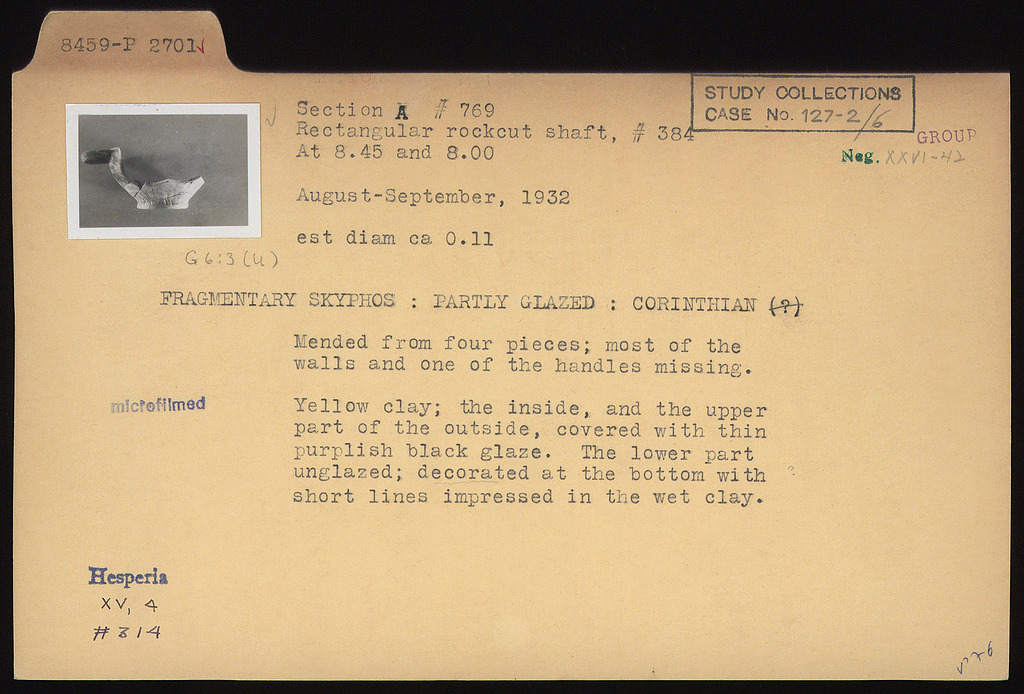 8459-P 2701
Section A # 769
Rectangular rockcut shaft, # 384
At 8.45 and 8.00
STUDY COLLECTIONS
CASE No. 127-2/6
GROUP
Neg. XXVI-42
August-September, 1932
est diam ca 0.11
G 6:3 (U)
FRAGMENTARY SKYPHOS : PARTLY GLAZED : CORINTHIAN (?)
Mended from four pieces; most of the
walls and one of the handles missing.
microfilmed
Yellow clay; the inside, and the upper
part of the outside, covered with thin
purplish black glaze. The lower part
unglazed; decorated at the bottom with ?
short lines impressed in the wet clay.
Hesperia
XV, 4
# 314